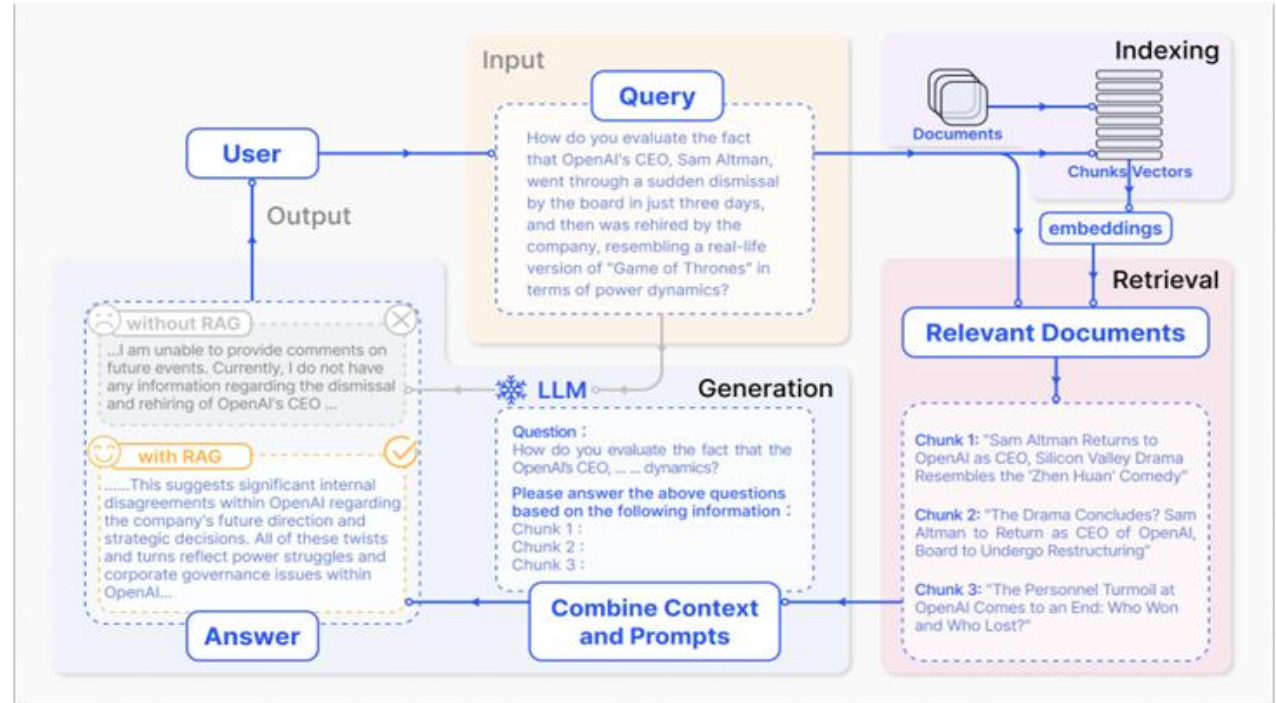 Input
Query
How do you evaluate the fact
that OpenAI's CEO, Sam Altman,
went through a sudden dismissal
by the board in just three days,
and then was rehired by the
company, resembling a real-life
version of "Game of Thrones" in
terms of power dynamics?
Indexing
Documents
Chunks Vectors
embeddings
User
Output
Retrieval
Relevant Documents
Chunk 1: "Sam Altman Returns to
OpenAI as CEO, Silicon Valley Drama
Resembles the 'Zhen Huan' Comedy"
Chunk 2: "The Drama Concludes? Sam
Altman to Return as CEO of OpenAI,
Board to Undergo Restructuring"
Chunk 3: "The Personnel Turmoil at
OpenAI Comes to an End: Who Won
and Who Lost?"
Generation
LLM
Question :
How do you evaluate the fact that the
OpenAI's CEO, ... ... dynamics?
Please answer the above questions
based on the following information :
Chunk 1 :
Chunk 2 :
Chunk 3 :
Combine Context
and Prompts
without RAG
...I am unable to provide comments on
future events. Currently, I do not have
any information regarding the dismissal
and rehiring of OpenAI's CEO ...
with RAG
......This suggests significant internal
disagreements within OpenAI regarding
the company's future direction and
strategic decisions. All of these twists
and turns reflect power struggles and
corporate governance issues within
OpenAI...
Answer